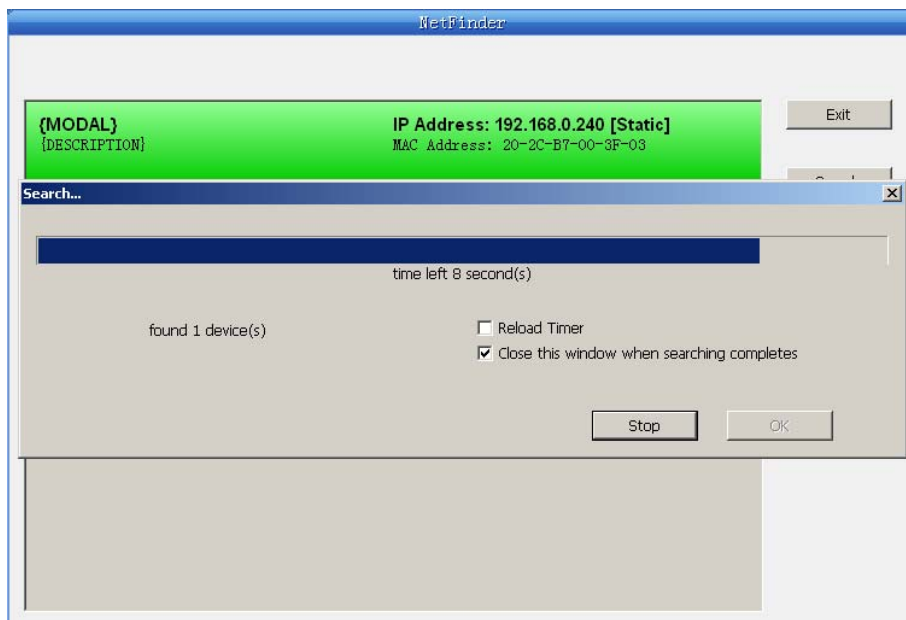 NetFinder
{MODAL}
IP Address: 192.168.0.240 [Static]
Exit
{DESCRIPTION}
MAC Address: 20-2C-B7-00-3F-03
Search...
time left 8 second(s)
found 1 device(s)
Reload Timer
Close this window when searching completes
Stop
OK